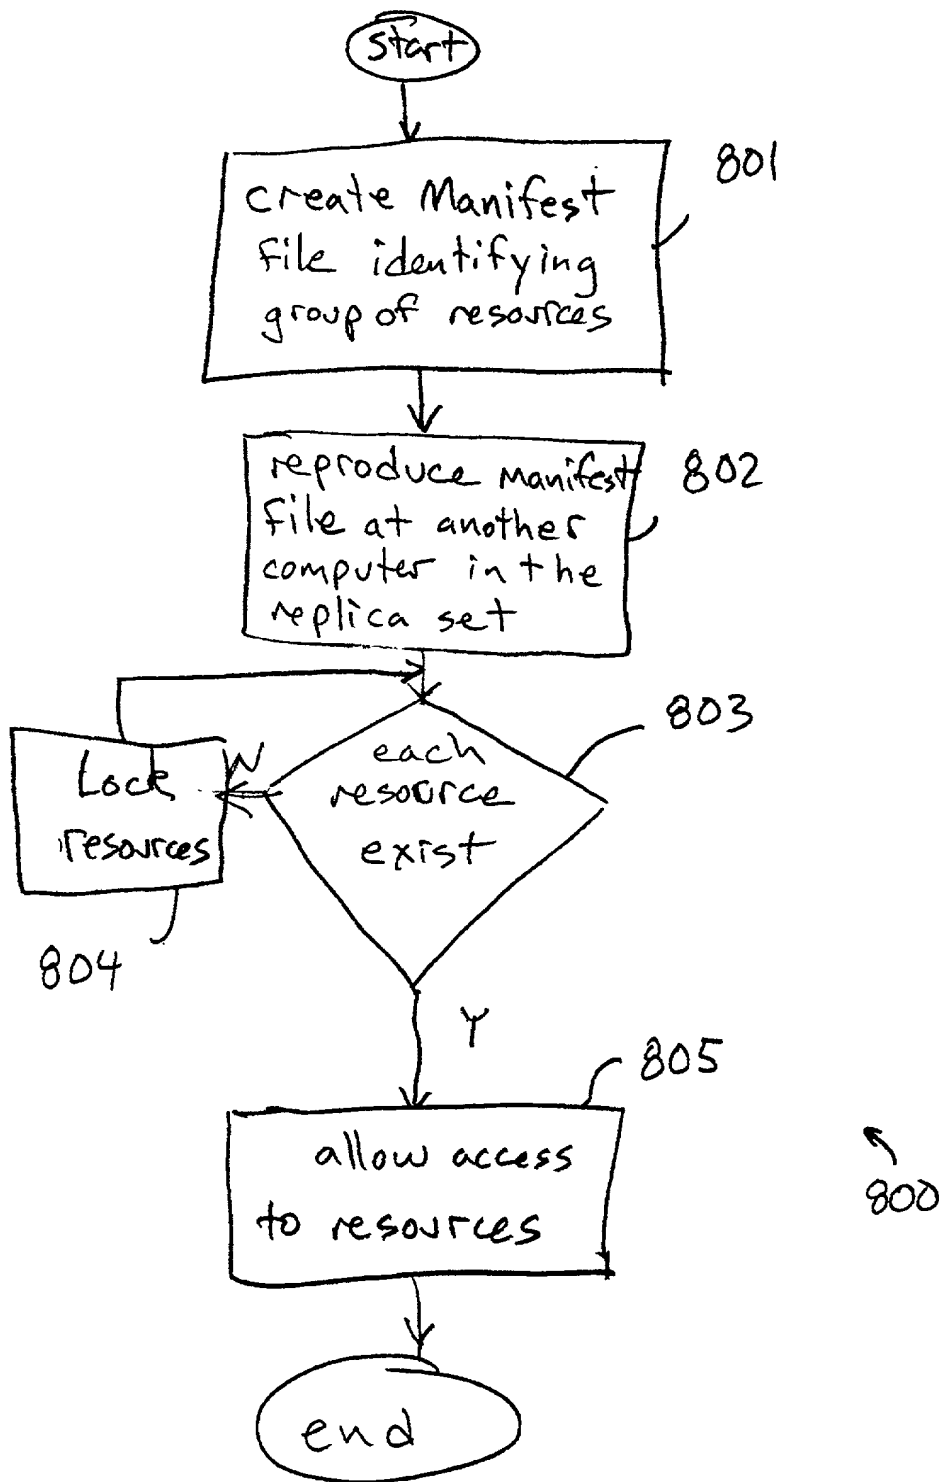 start
801
create Manifest
file identifying
group of resources
802
reproduce manifest
file at another
computer in the
replica set
803
each
resource
exist
N
Lock
resources
804
Y
805
allow access
to resources
800
end